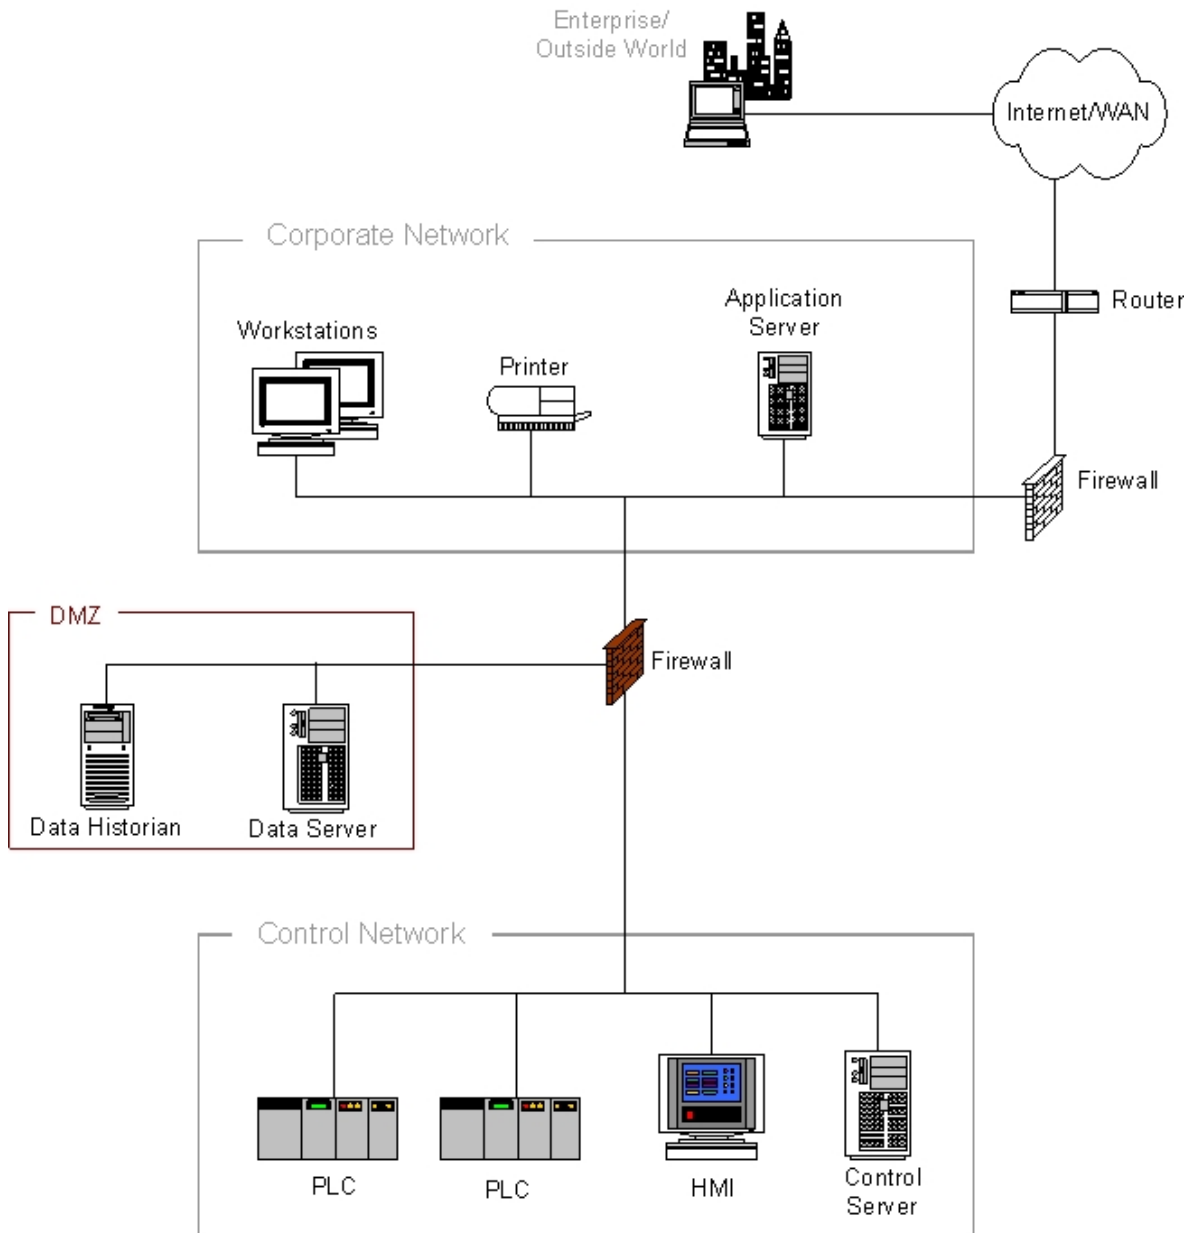 Enterprise/
Outside World
Internet/WAN
Corporate Network
Application
Server
Router
Workstations
Printer
Firewall
DMZ
Firewall
Data Historian
Data Server
Control Network
PLC
PLC
HMI
Control
Server